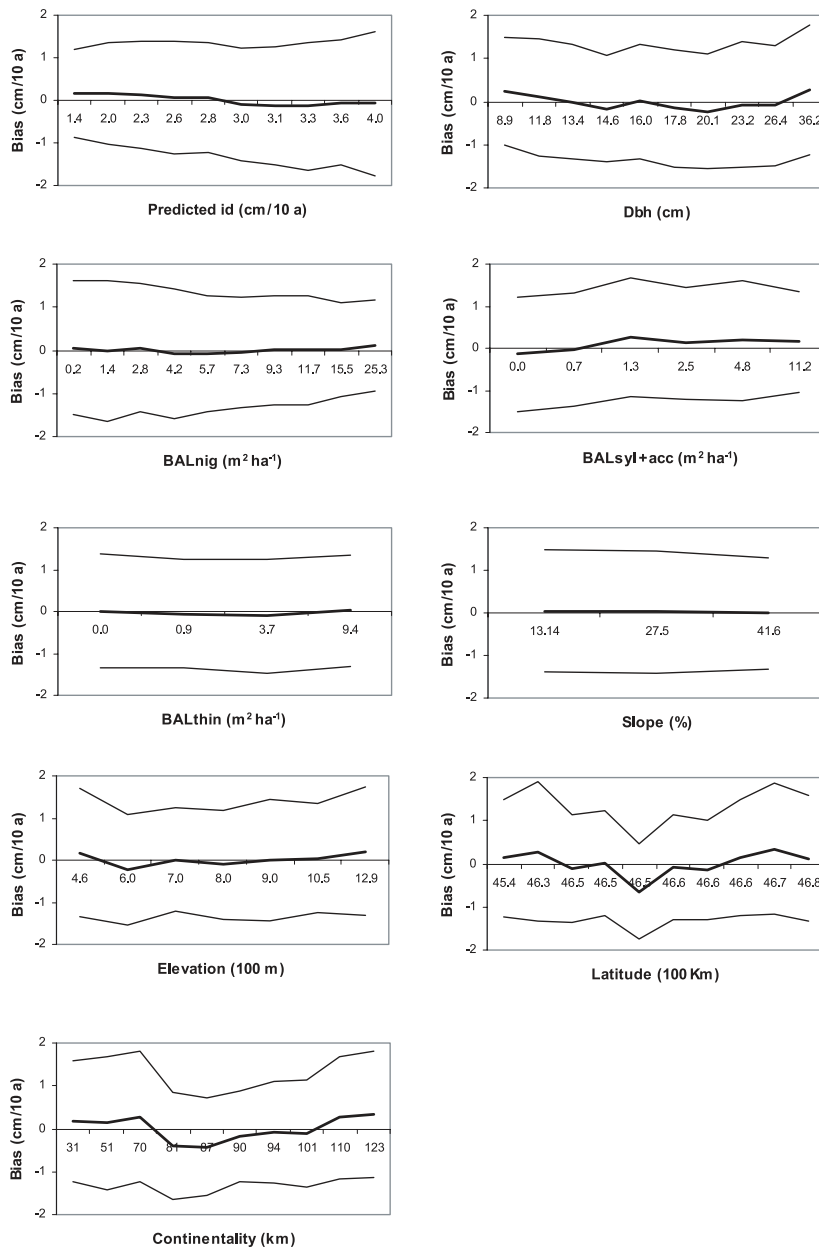 2
1
0
-1
-2
Bias (cm/10 a)
1.4 2.0 2.3 2.6 2.8 3.0 3.1 3.3 3.6 4.0
Predicted id (cm/10 a)
2
1
0
-1
-2
Bias (cm/10 a)
8.9 11.8 13.4 14.6 16.0 17.8 20.1 23.2 26.4 36.2
Dbh (cm)
2
1
0
-1
-2
Bias (cm/10 a)
0.2 1.4 2.8 4.2 5.7 7.3 9.3 11.7 15.5 25.3
BALnig (m² ha⁻¹)
2
1
0
-1
-2
Bias (cm/10 a)
0.0 0.7 1.3 2.5 4.8 11.2
BALsyl+acc (m² ha⁻¹)
2
1
0
-1
-2
Bias (cm/10 a)
0.0 0.9 3.7 9.4
BALthin (m² ha⁻¹)
2
1
0
-1
-2
Bias (cm/10 a)
13.14 27.5 41.6
Slope (%)
2
1
0
-1
-2
Bias (cm/10 a)
4.6 6.0 7.0 8.0 9.0 10.5 12.9
Elevation (100 m)
2
1
0
-1
-2
Bias (cm/10 a)
45.4 46.3 46.5 46.5 46.5 46.6 46.6 46.6 46.7 46.8
Latitude (100 Km)
2
1
0
-1
-2
Bias (cm/10 a)
31 51 70 81 87 90 94 101 110 123
Continentality (km)